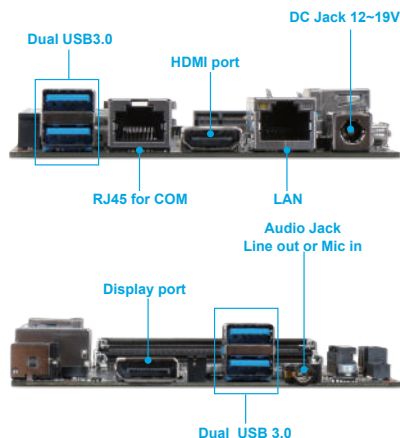 DC Jack 12~19V
Dual USB3.0
HDMI port
RJ45 for COM
LAN
Audio Jack
Line out or Mic in
Display port
Dual USB 3.0